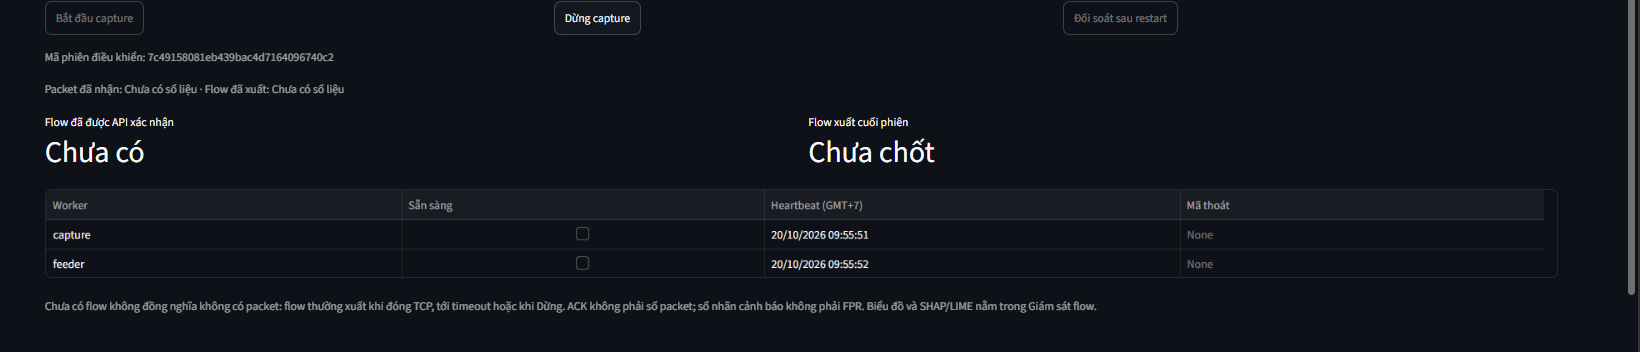 Bắt đầu capture Dừng capture Đối soát sau restart
Mã phiên điều khiển: 7c49158081eb439bac4d7164096740c2
Packet đã nhận: Chưa có số liệu · Flow đã xuất: Chưa có số liệu
Flow đã được API xác nhận Flow xuất cuối phiên
Chưa có Chưa chốt
Worker Sẵn sàng Heartbeat (GMT+7) Mã thoát
capture 20/10/2026 09:55:51 None
feeder 20/10/2026 09:55:52 None
Chưa có flow không đồng nghĩa không có packet: flow thường xuất khi đóng TCP, tới timeout hoặc khi Dừng. ACK không phải số packet; số nhãn cảnh báo không phải FPR. Biểu đồ và SHAP/LIME nằm trong Giám sát flow.